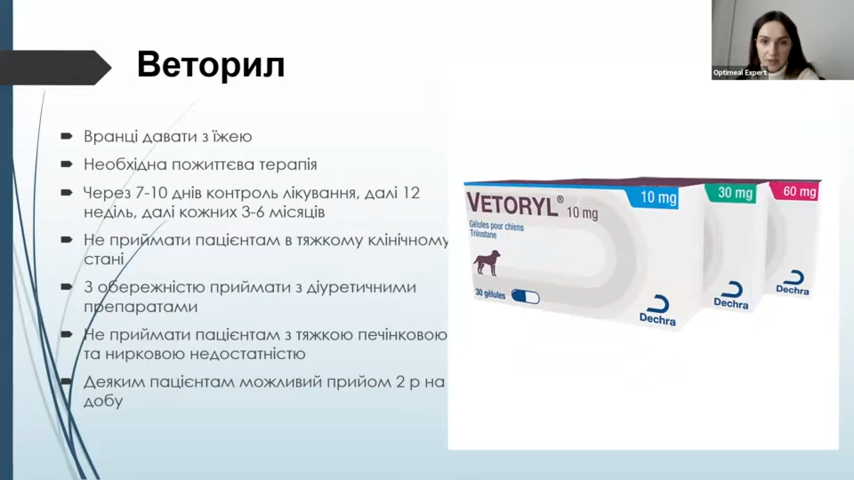 Веторил
Optimeal Expert
Вранці давати з їжею
Необхідна пожиттєва терапія
Через 7-10 днів контроль лікування, далі 12
неділь, далі кожних 3-6 місяців
Не приймати пацієнтам в тяжкому клінічному
стані
З обережністю приймати з діуретичними
препаратами
Не приймати пацієнтам з тяжкою печінковою
та нирковою недостатністю
Деяким пацієнтам можливий прийом 2 р на
добу
VETORYL® 10 mg
Gélules pour chiens
Trilostane
30 gélules
10 mg
Dechra
30 mg
Dechra
60 mg
Dechra